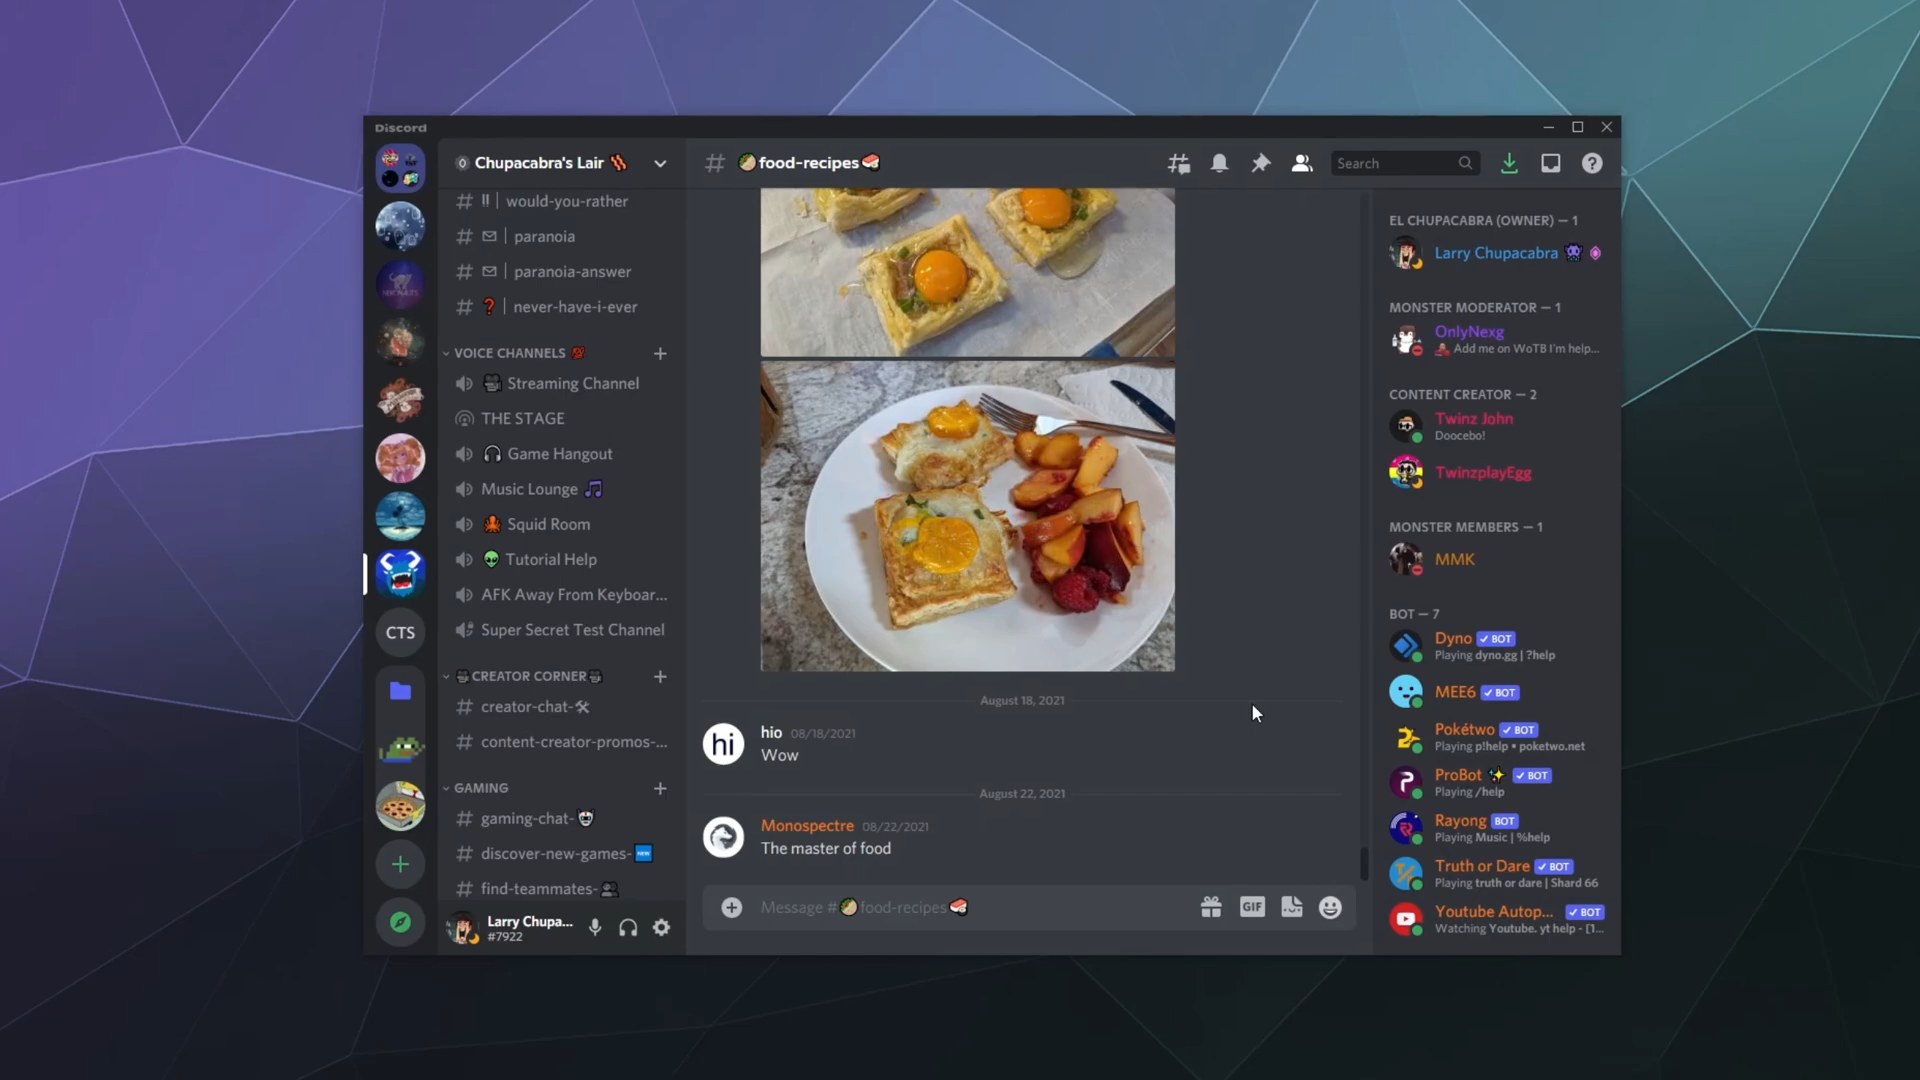 Discord
Chupacabra's Lair
would-you-rather
paranoia
paranoia-answer
never-have-i-ever
VOICE CHANNELS
Streaming Channel
THE STAGE
Game Hangout
Music Lounge
Squid Room
Tutorial Help
AFK Away From Keyboar...
Super Secret Test Channel
CREATOR CORNER
creator-chat-
content-creator-promos-...
GAMING
gaming-chat-
discover-new-games-
find-teammates-
Larry Chupa...
#7922
CTS
food-recipes
Search
August 18, 2021
hi
hio 08/18/2021
Wow
August 22, 2021
Monospectre 08/22/2021
The master of food
Message # food-recipes
GIF
EL CHUPACABRA (OWNER) — 1
Larry Chupacabra
MONSTER MODERATOR — 1
OnlyNexg
Add me on WoTB I'm help...
CONTENT CREATOR — 2
Twinz John
Doocebo!
TwinzplayEgg
MONSTER MEMBERS — 1
MMK
BOT — 7
Dyno ✓ BOT
Playing dyno.gg | ?help
MEE6 ✓ BOT
Pokétwo ✓ BOT
Playing p!help • poketwo.net
ProBot ✓ BOT
Playing /help
Rayong BOT
Playing Music | %help
Truth or Dare ✓ BOT
Playing truth or dare | Shard 66
Youtube Autop... ✓ BOT
Watching Youtube. yt help - [1...